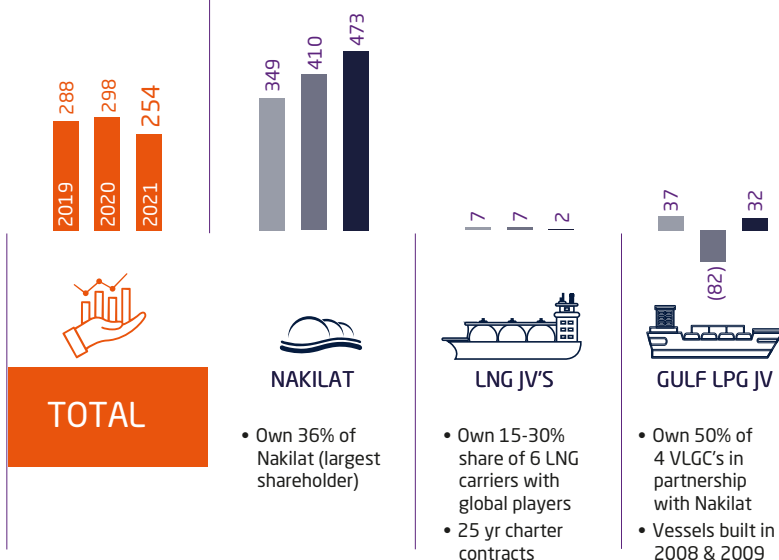 288
298
254
2019
2020
2021
TOTAL
349
410
473
NAKILAT
• Own 36% of
Nakilat (largest
shareholder)
7
7
2
LNG JV'S
• Own 15-30%
share of 6 LNG
carriers with
global players
• 25 yr charter
contracts
37
(82)
32
GULF LPG JV
• Own 50% of
4 VLGC's in
partnership
with Nakilat
• Vessels built in
2008 & 2009